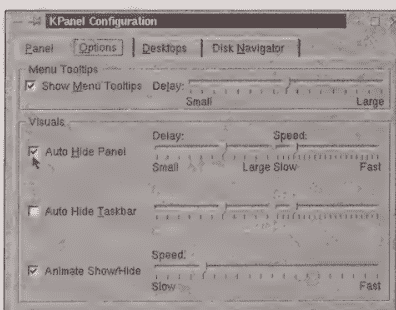 KPanel Configuration
Panel Options Desktops Disk Navigator
Menu Tooltips
Show Menu Tooltips Delay:
Small Large
Visuals
Delay: Speed:
Auto Hide Panel
Small Large Slow Fast
Auto Hide Taskbar
Speed:
Animate Show/Hide
Slow Fast